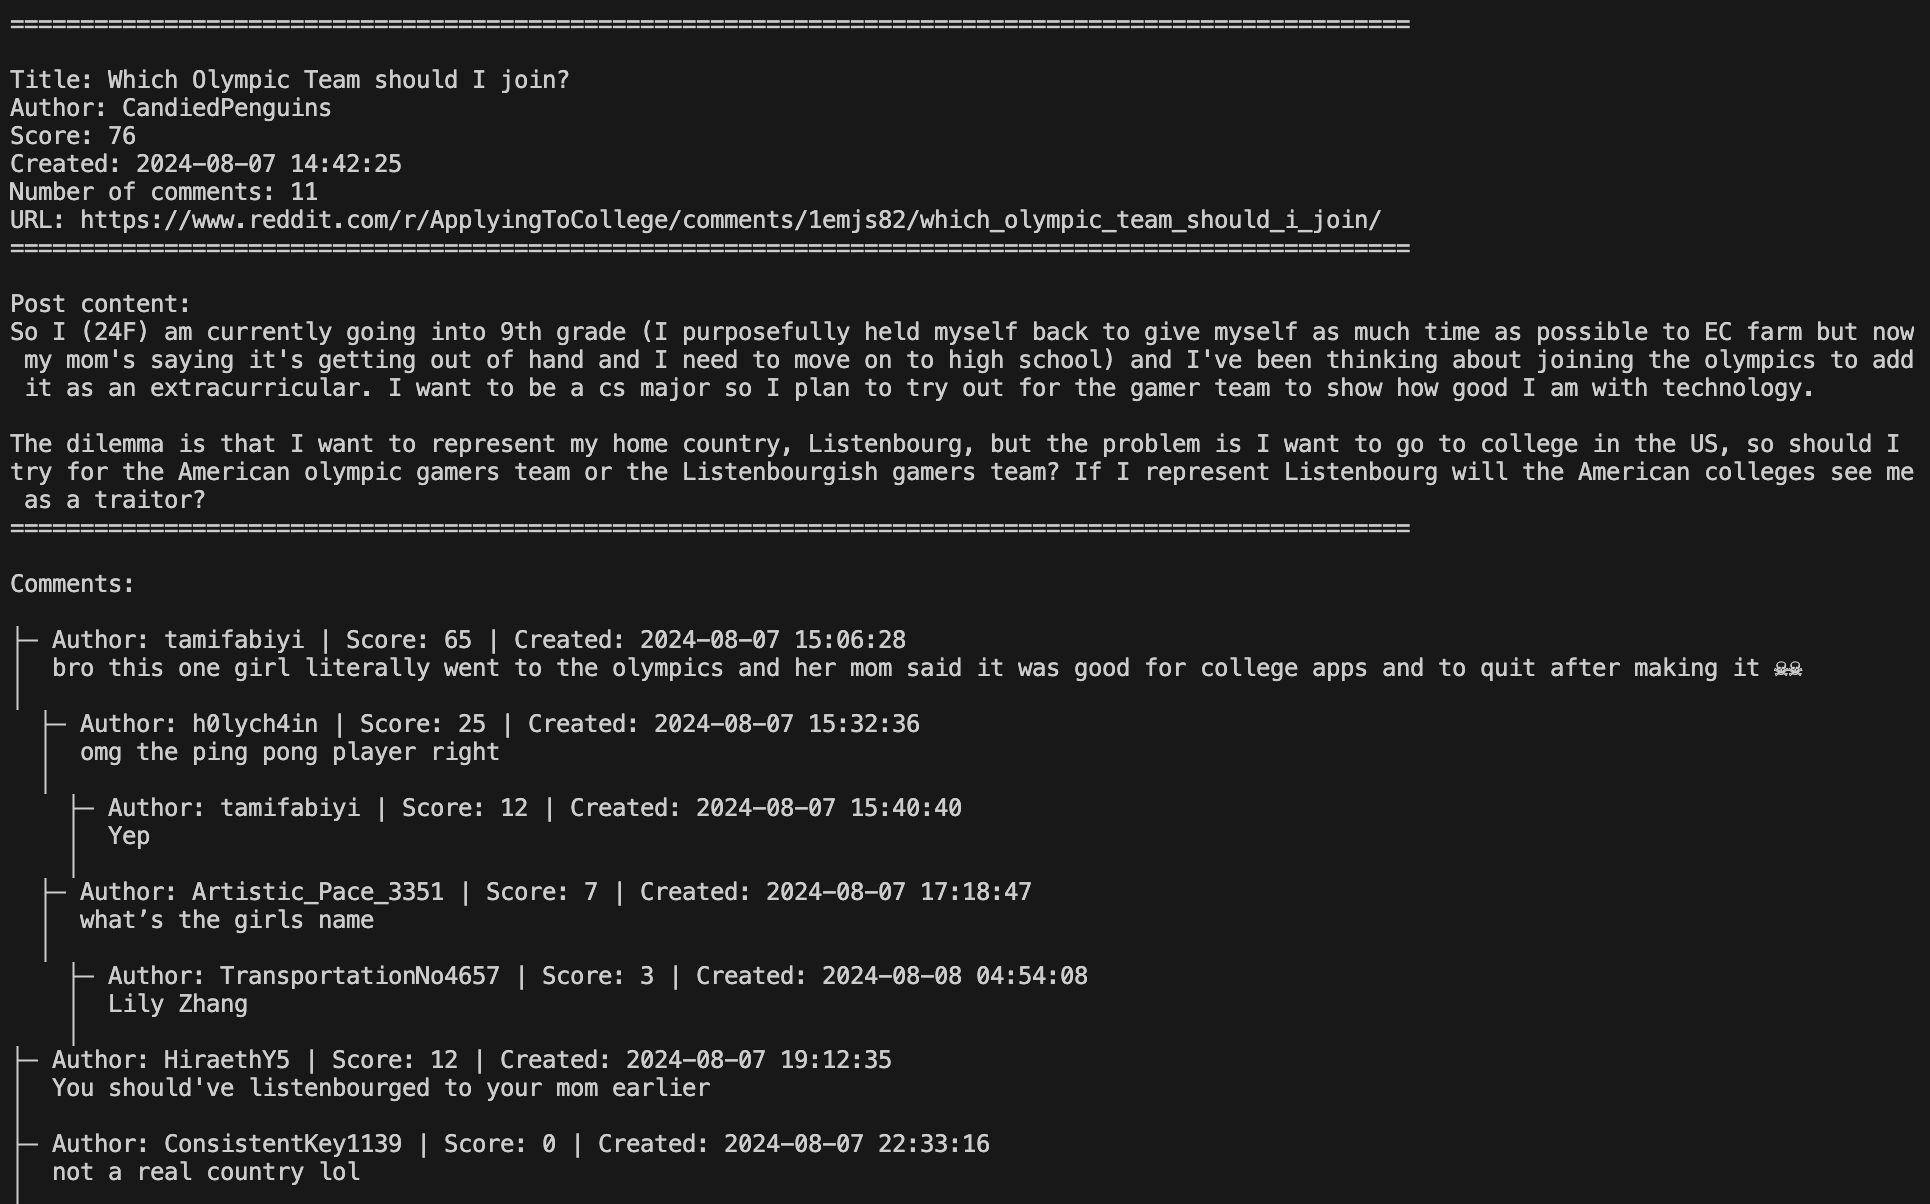 ====================================================================================================
Title: Which Olympic Team should I join?
Author: CandiedPenguins
Score: 76
Created: 2024-08-07 14:42:25
Number of comments: 11
URL: https://www.reddit.com/r/ApplyingToCollege/comments/1emjs82/which_olympic_team_should_i_join/
====================================================================================================
Post content:
So I (24F) am currently going into 9th grade (I purposefully held myself back to give myself as much time as possible to EC farm but now
my mom's saying it's getting out of hand and I need to move on to high school) and I've been thinking about joining the olympics to add
it as an extracurricular. I want to be a cs major so I plan to try out for the gamer team to show how good I am with technology.
The dilemma is that I want to represent my home country, Listenbourg, but the problem is I want to go to college in the US, so should I
try for the American olympic gamers team or the Listenbourgish gamers team? If I represent Listenbourg will the American colleges see me
as a traitor?
====================================================================================================
Comments:
├─ Author: tamifabiyi | Score: 65 | Created: 2024-08-07 15:06:28
│  bro this one girl literally went to the olympics and her mom said it was good for college apps and to quit after making it ☠☠
│
├─ Author: h0lych4in | Score: 25 | Created: 2024-08-07 15:32:36
│  omg the ping pong player right
│
├─ Author: tamifabiyi | Score: 12 | Created: 2024-08-07 15:40:40
│  Yep
│
├─ Author: Artistic_Pace_3351 | Score: 7 | Created: 2024-08-07 17:18:47
│  what’s the girls name
│
├─ Author: TransportationNo4657 | Score: 3 | Created: 2024-08-08 04:54:08
│  Lily Zhang
│
├─ Author: HiraethY5 | Score: 12 | Created: 2024-08-07 19:12:35
│  You should've listenbourged to your mom earlier
│
├─ Author: ConsistentKey1139 | Score: 0 | Created: 2024-08-07 22:33:16
│  not a real country lol